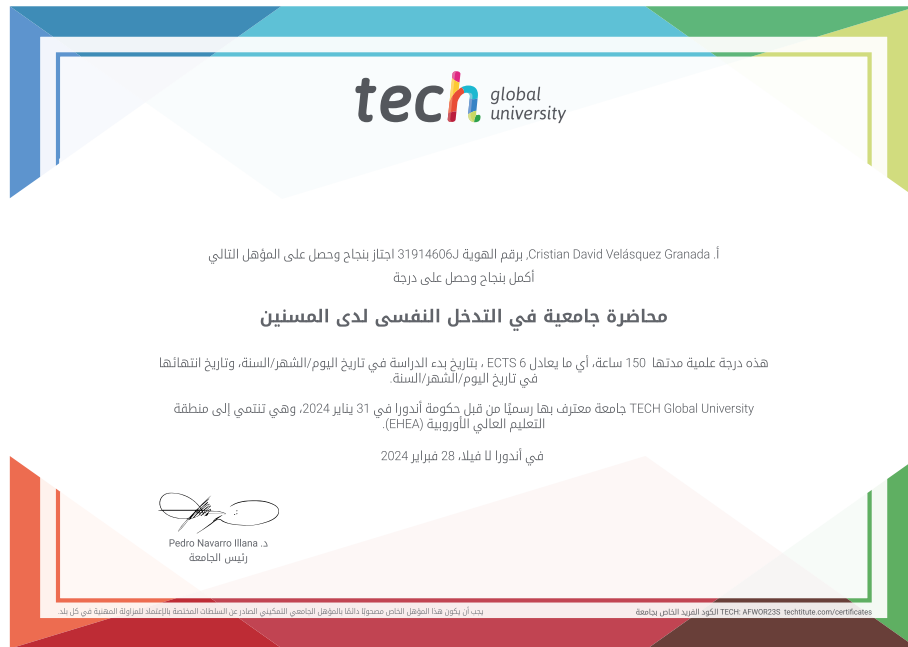 tech global
university
أ. Cristian David Velásquez Granada, برقم الهوية 31914606J اجتاز بنجاح وحصل على المؤهل التالي
أكمل بنجاح وحصل على درجة
محاضرة جامعية في التدخل النفسى لدى المسنين
هذه درجة علمية مدتها 150 ساعة، أي ما يعادل 6 ECTS ، بتاريخ بدء الدراسة في تاريخ اليوم/الشهر/السنة، وتاريخ انتهائها
في تاريخ اليوم/الشهر/السنة.
TECH Global University جامعة معترف بها رسميًا من قبل حكومة أندورا في 31 يناير 2024، وهي تنتمي إلى منطقة
التعليم العالي الأوروبية (EHEA).
في أندورا لا فيلا، 28 فبراير 2024
د. Pedro Navarro Illana
رئيس الجامعة
يجب أن يكون هذا المؤهل الخاص مصحوبًا دائمًا بالمؤهل الجامعي التمكيني الصادر عن السلطات المختصة بالإعتماد للمزاولة المهنية في كل بلد.
الكود الفريد الخاص بجامعة TECH: AFWOR23S techtitute.com/certificates